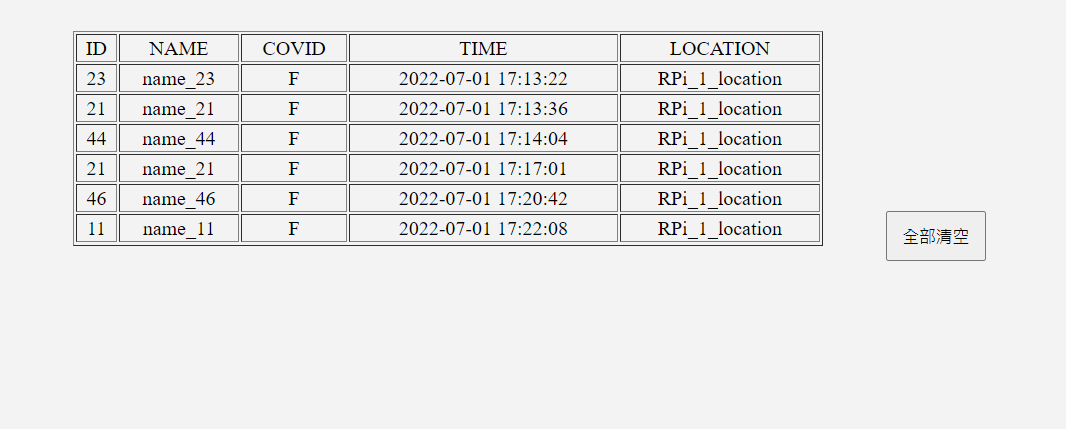 ID NAME COVID TIME LOCATION
23 name_23 F 2022-07-01 17:13:22 RPi_1_location
21 name_21 F 2022-07-01 17:13:36 RPi_1_location
44 name_44 F 2022-07-01 17:14:04 RPi_1_location
21 name_21 F 2022-07-01 17:17:01 RPi_1_location
46 name_46 F 2022-07-01 17:20:42 RPi_1_location
11 name_11 F 2022-07-01 17:22:08 RPi_1_location
全部清空